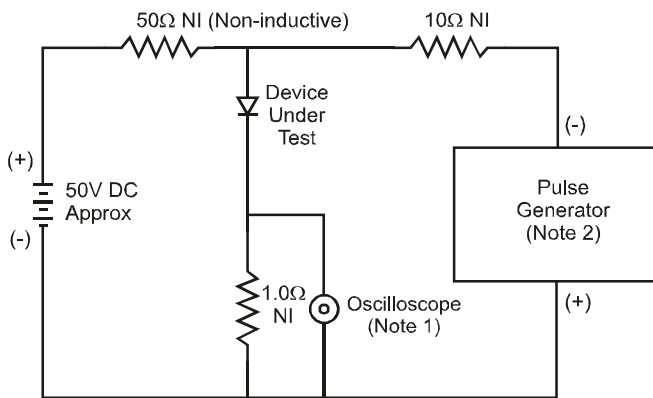 50Ω NI (Non-inductive)
10Ω NI
Device
Under
Test
(-)
(+)
50V DC
Approx
(-)
Pulse
Generator
(Note 2)
1.0Ω
NI
Oscilloscope
(Note 1)
(+)